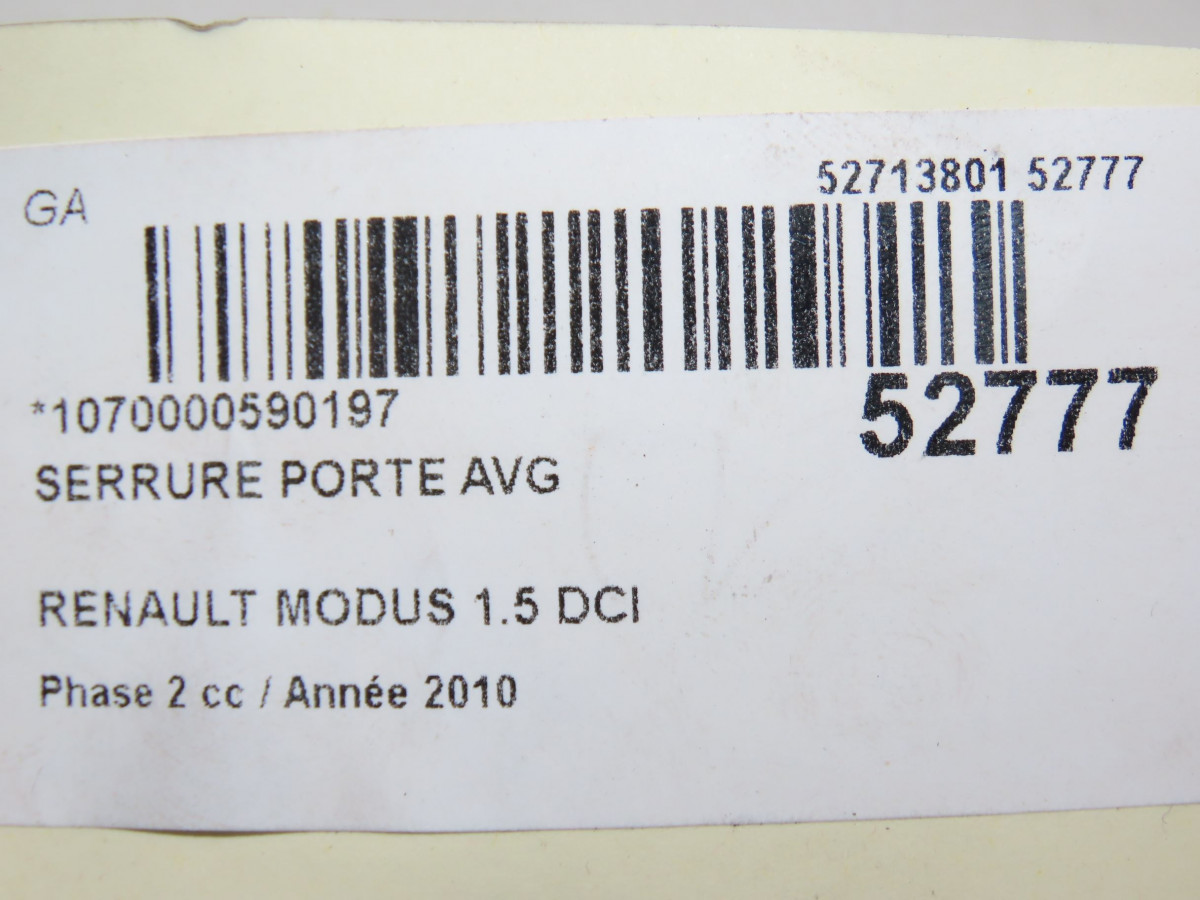 GA
52713801 52777
*1070000590197
52777
SERRURE PORTE AVG
RENAULT MODUS 1.5 DCI
Phase 2 cc / Année 2010